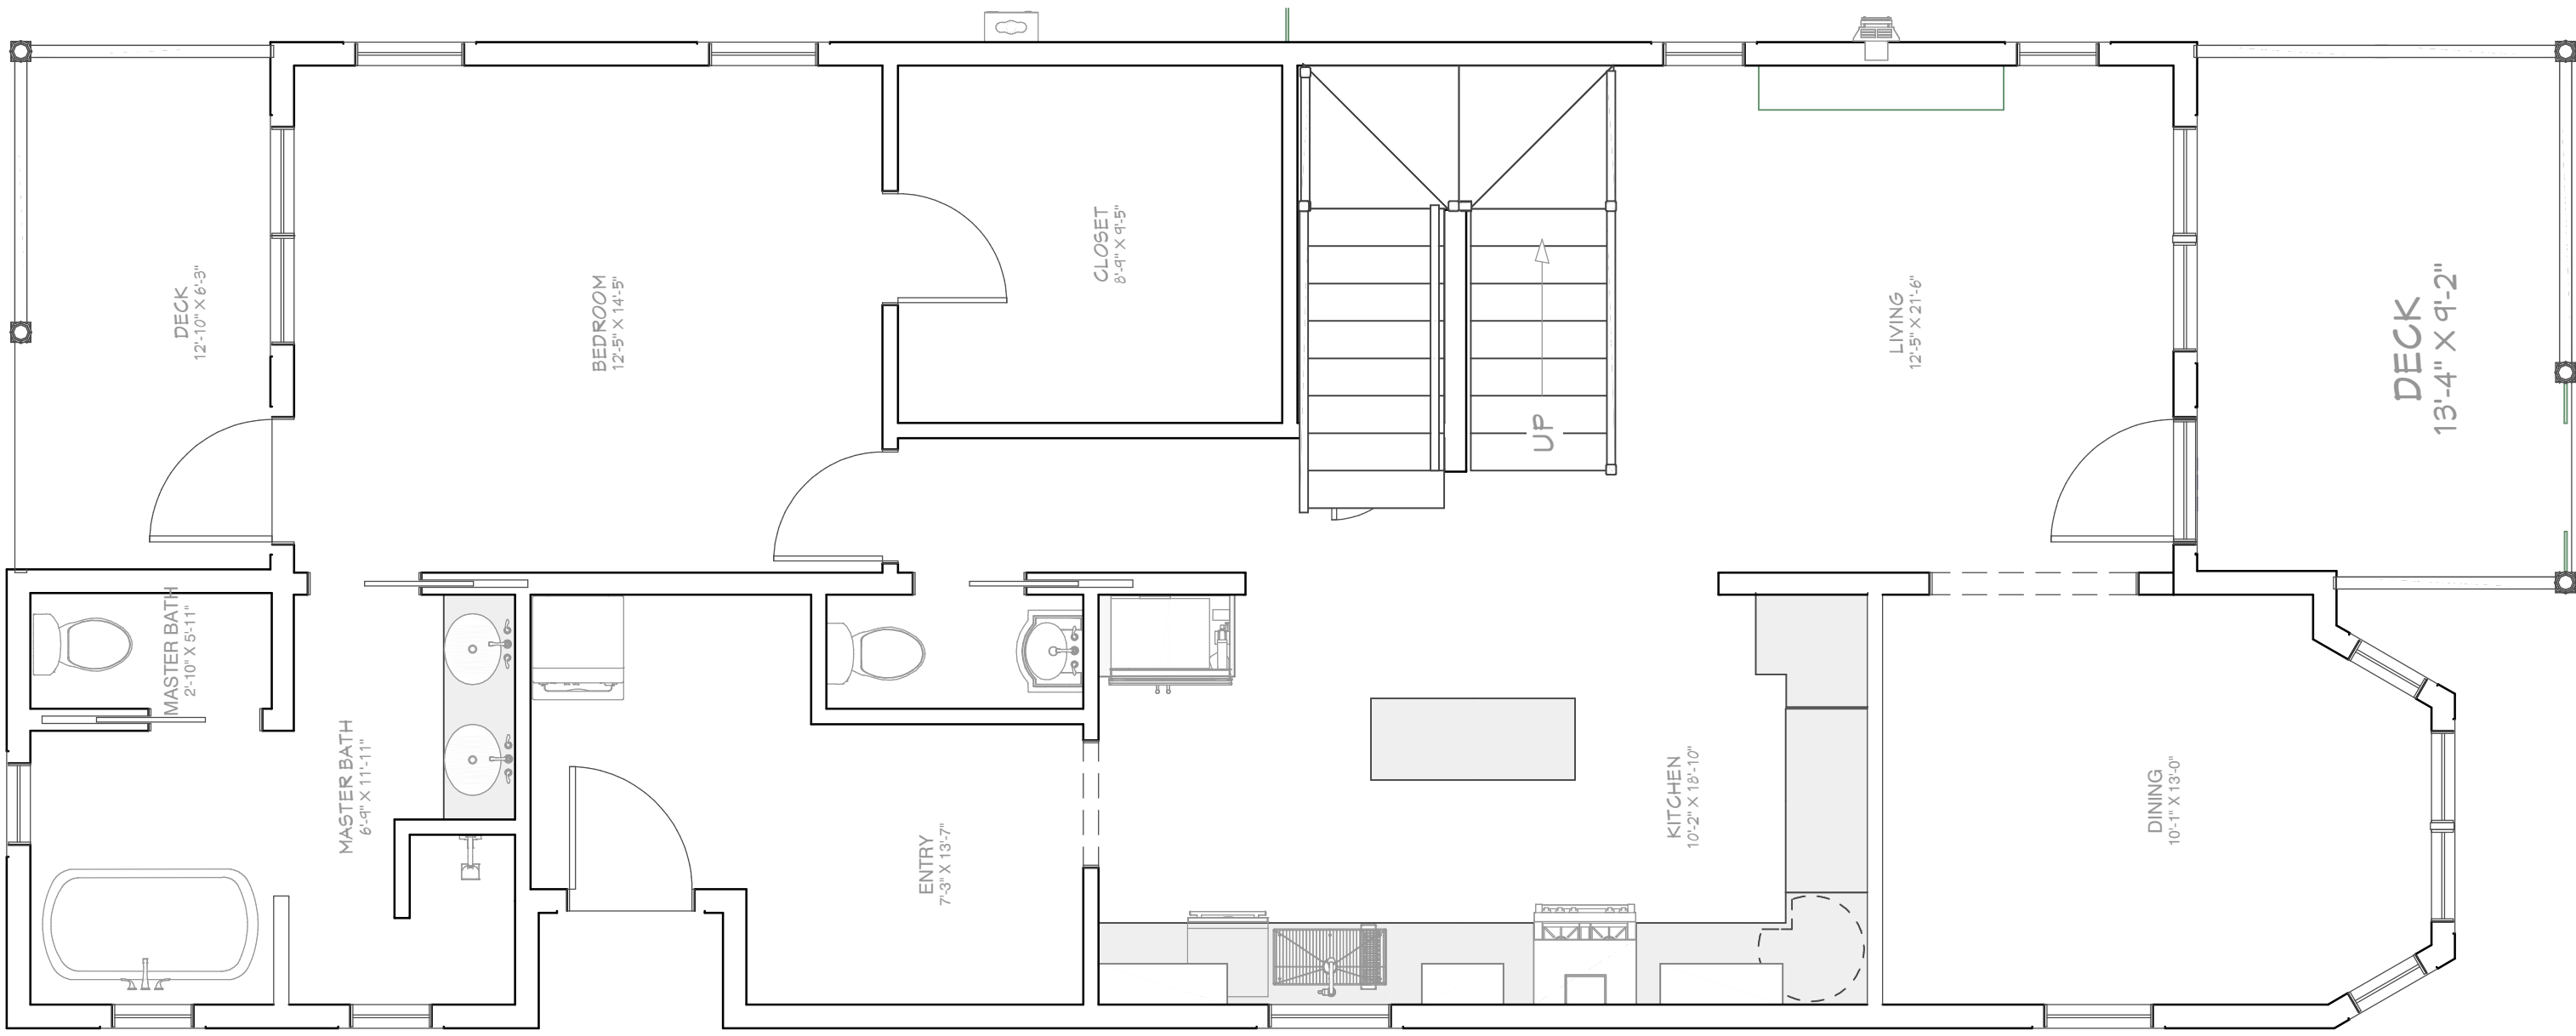 DECK
12'-10" X 6'-3"
BEDROOM
12'-5" X 14'-5"
CLOSET
8'-9" X 9'-5"
UP
LIVING
12'-5" X 21'-6"
DECK
13'-4" X 9'-2"
MASTER BATH
2'-10" X 5'-11"
MASTER BATH
6'-9" X 11'-11"
ENTRY
7'-3" X 13'-7"
KITCHEN
10'-2" X 18'-10"
DINING
10'-1" X 13'-0"